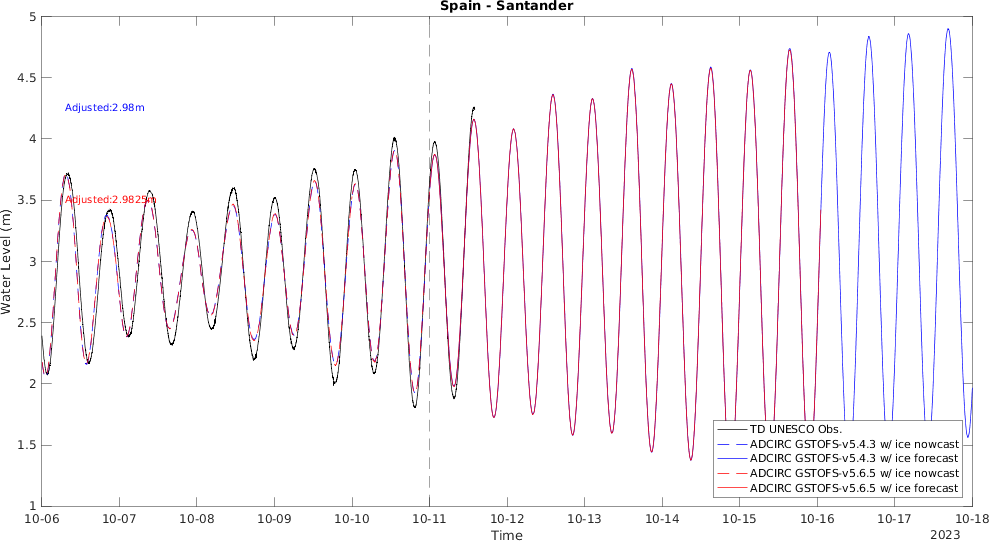 Spain - Santander
5
4.5
4
3.5
3
2.5
2
1.5
1
Water Level (m)
Adjusted:2.98m
Adjusted:2.9825m
TD UNESCO Obs.
ADCIRC GSTOFS-v5.4.3 w/ ice nowcast
ADCIRC GSTOFS-v5.4.3 w/ ice forecast
ADCIRC GSTOFS-v5.6.5 w/ ice nowcast
ADCIRC GSTOFS-v5.6.5 w/ ice forecast
10-06 10-07 10-08 10-09 10-10 10-11 10-12 10-13 10-14 10-15 10-16 10-17 10-18
Time
2023